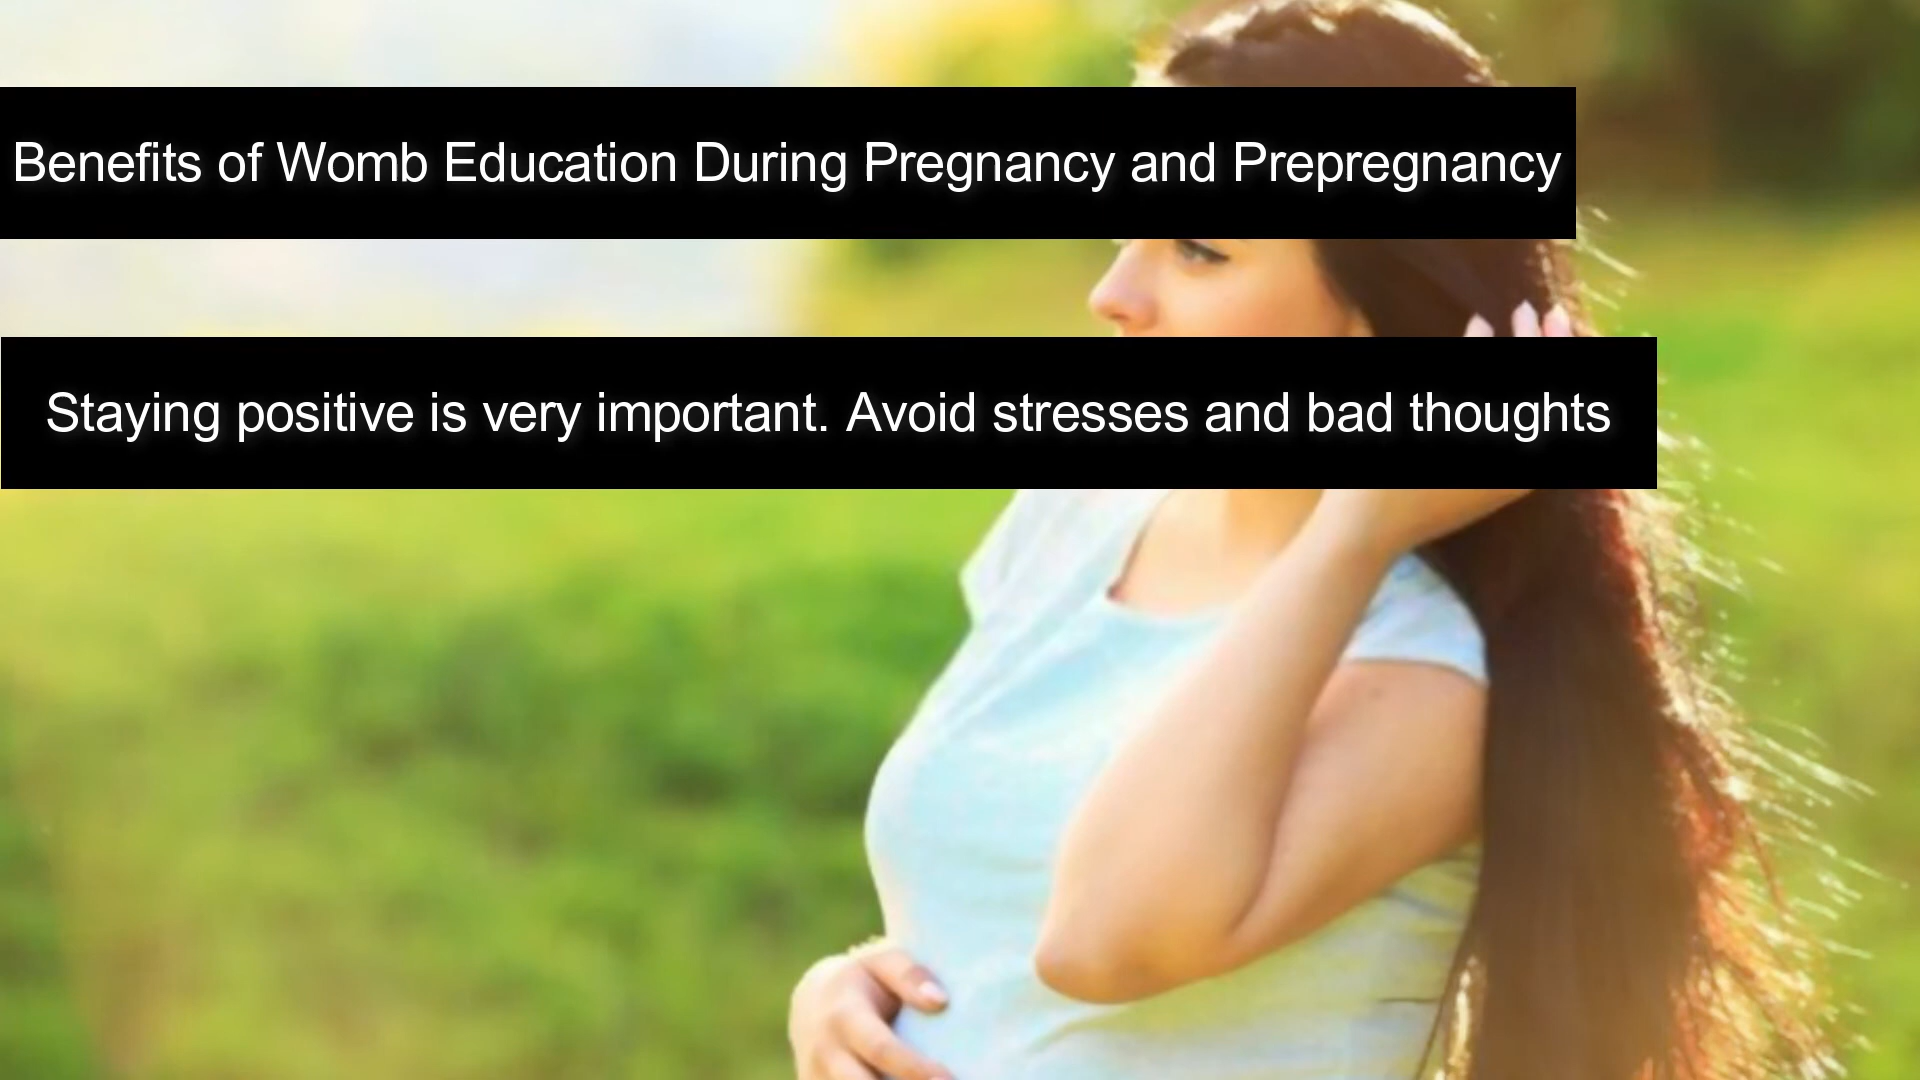 Benefits of Womb Education During Pregnancy and Prepregnancy
Staying positive is very important. Avoid stresses and bad thoughts